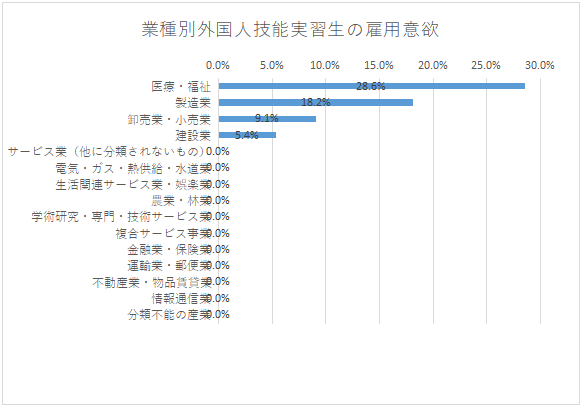 業種別外国人技能実習生の雇用意欲
0.0% 5.0% 10.0% 15.0% 20.0% 25.0% 30.0%
医療・福祉 28.6%
製造業 18.2%
卸売業・小売業 9.1%
建設業 5.4%
サービス業（他に分類されないもの） 0.0%
電気・ガス・熱供給・水道業 0.0%
生活関連サービス業・娯楽業 0.0%
農業・林業 0.0%
学術研究・専門・技術サービス業 0.0%
複合サービス事業 0.0%
金融業・保険業 0.0%
運輸業・郵便業 0.0%
不動産業・物品賃貸業 0.0%
情報通信業 0.0%
分類不能の産業 0.0%